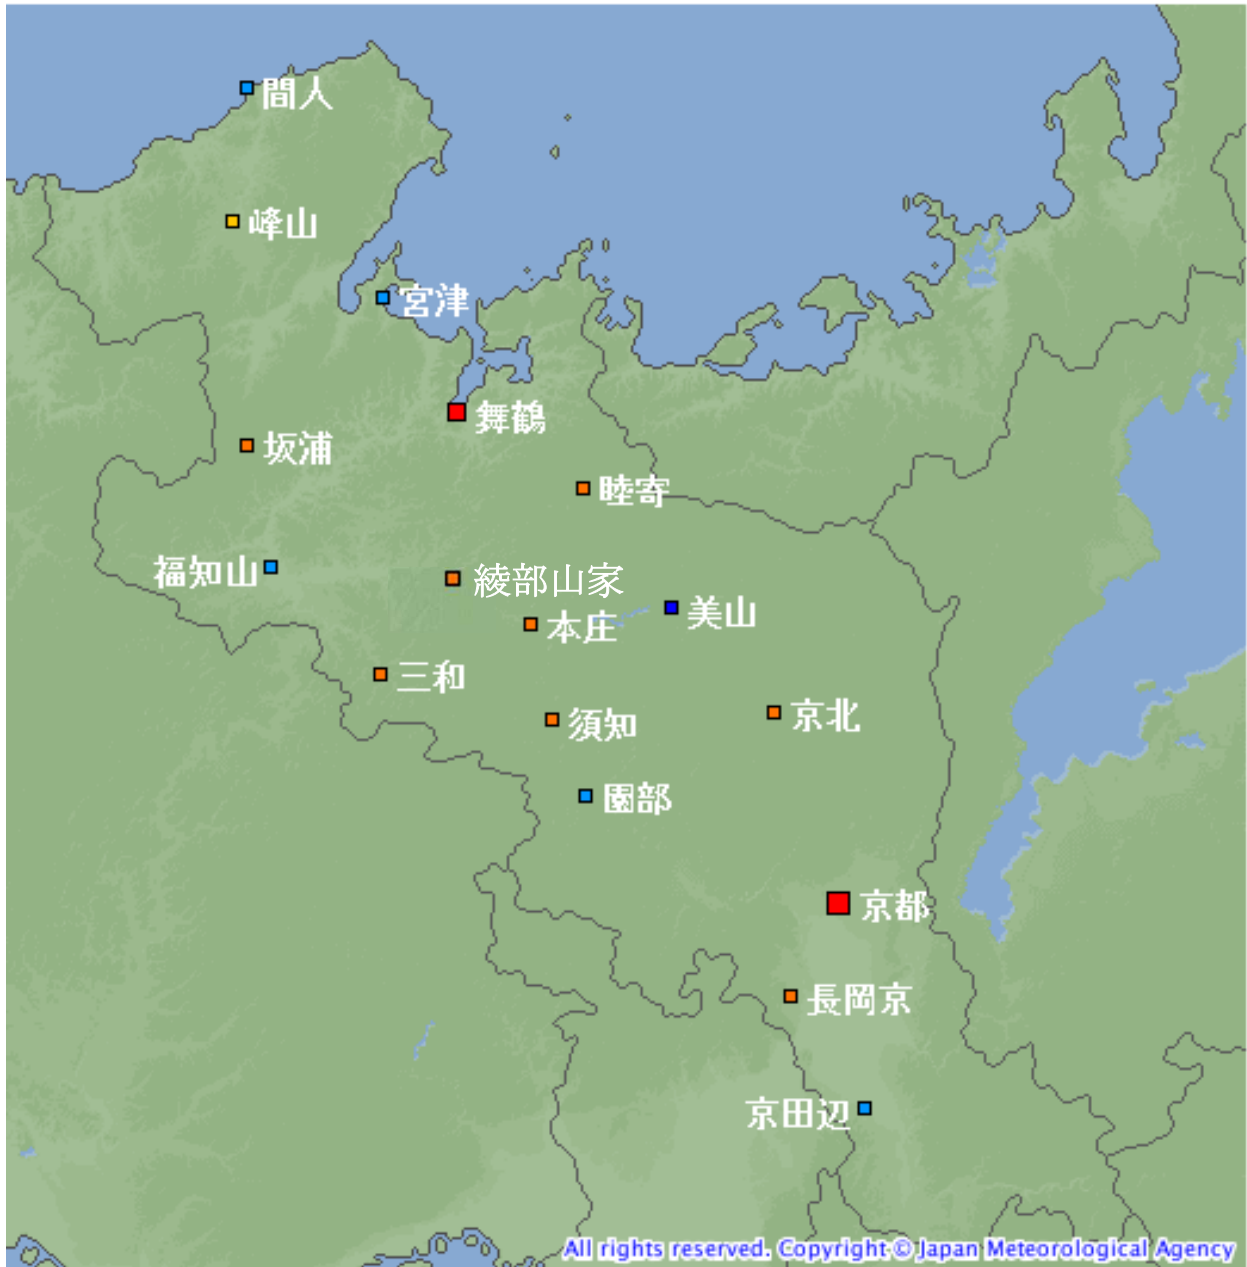 間人
峰山
宮津
舞鶴
坂浦
睦寄
福知山
綾部山家
美山
本庄
三和
京北
須知
園部
京都
長岡京
京田辺
All rights reserved. Copyright © Japan Meteorological Agency